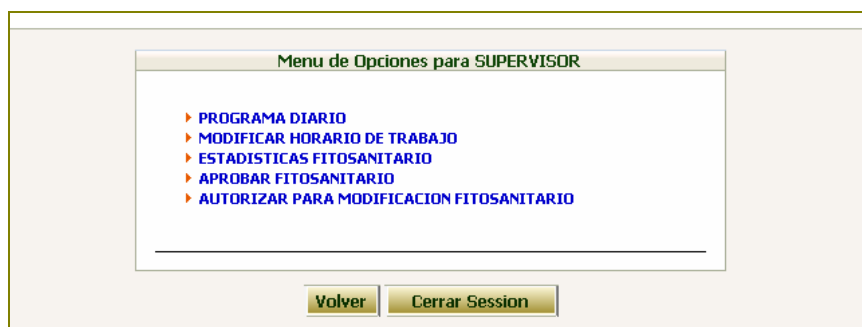 Menu de Opciones para SUPERVISOR
PROGRAMA DIARIO
MODIFICAR HORARIO DE TRABAJO
ESTADISTICAS FITOSANITARIO
APROBAR FITOSANITARIO
AUTORIZAR PARA MODIFICACION FITOSANITARIO
Volver Cerrar Session